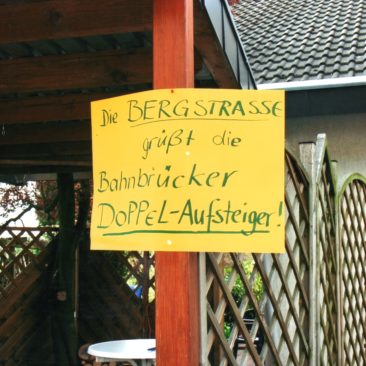 Die BERGSTRASSE
grüßt die
Bahnbrücker
DOPPEL-Aufsteiger!